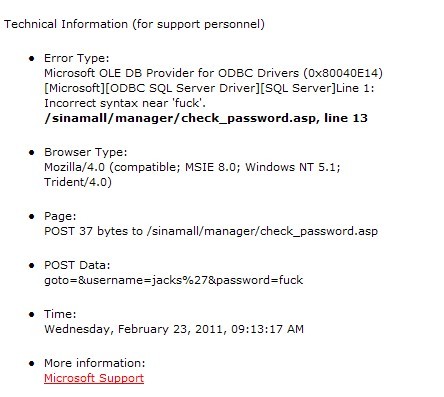 Technical Information (for support personnel)
• Error Type:
Microsoft OLE DB Provider for ODBC Drivers (0x80040E14)
[Microsoft][ODBC SQL Server Driver][SQL Server]Line 1:
Incorrect syntax near 'fuck'.
/sinamall/manager/check_password.asp, line 13
• Browser Type:
Mozilla/4.0 (compatible; MSIE 8.0; Windows NT 5.1;
Trident/4.0)
• Page:
POST 37 bytes to /sinamall/manager/check_password.asp
• POST Data:
goto=&username=jacks%27&password=fuck
• Time:
Wednesday, February 23, 2011, 09:13:17 AM
• More information:
Microsoft Support